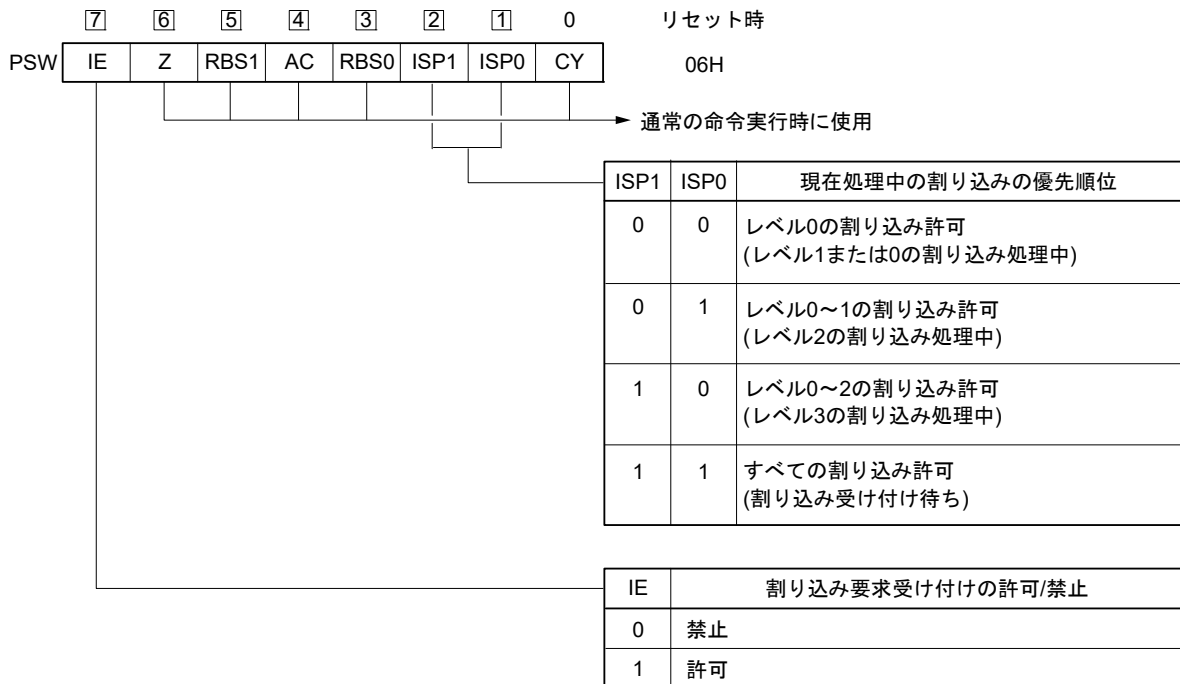 7 6 5 4 3 2 1 0 リセット時
PSW IE Z RBS1 AC RBS0 ISP1 ISP0 CY 06H
通常の命令実行時に使用
ISP1 ISP0 現在処理中の割り込みの優先順位
0 0 レベル0の割り込み許可
(レベル1または0の割り込み処理中)
0 1 レベル0～1の割り込み許可
(レベル2の割り込み処理中)
1 0 レベル0～2の割り込み許可
(レベル3の割り込み処理中)
1 1 すべての割り込み許可
(割り込み受け付け待ち)
IE 割り込み要求受け付けの許可/禁止
0 禁止
1 許可